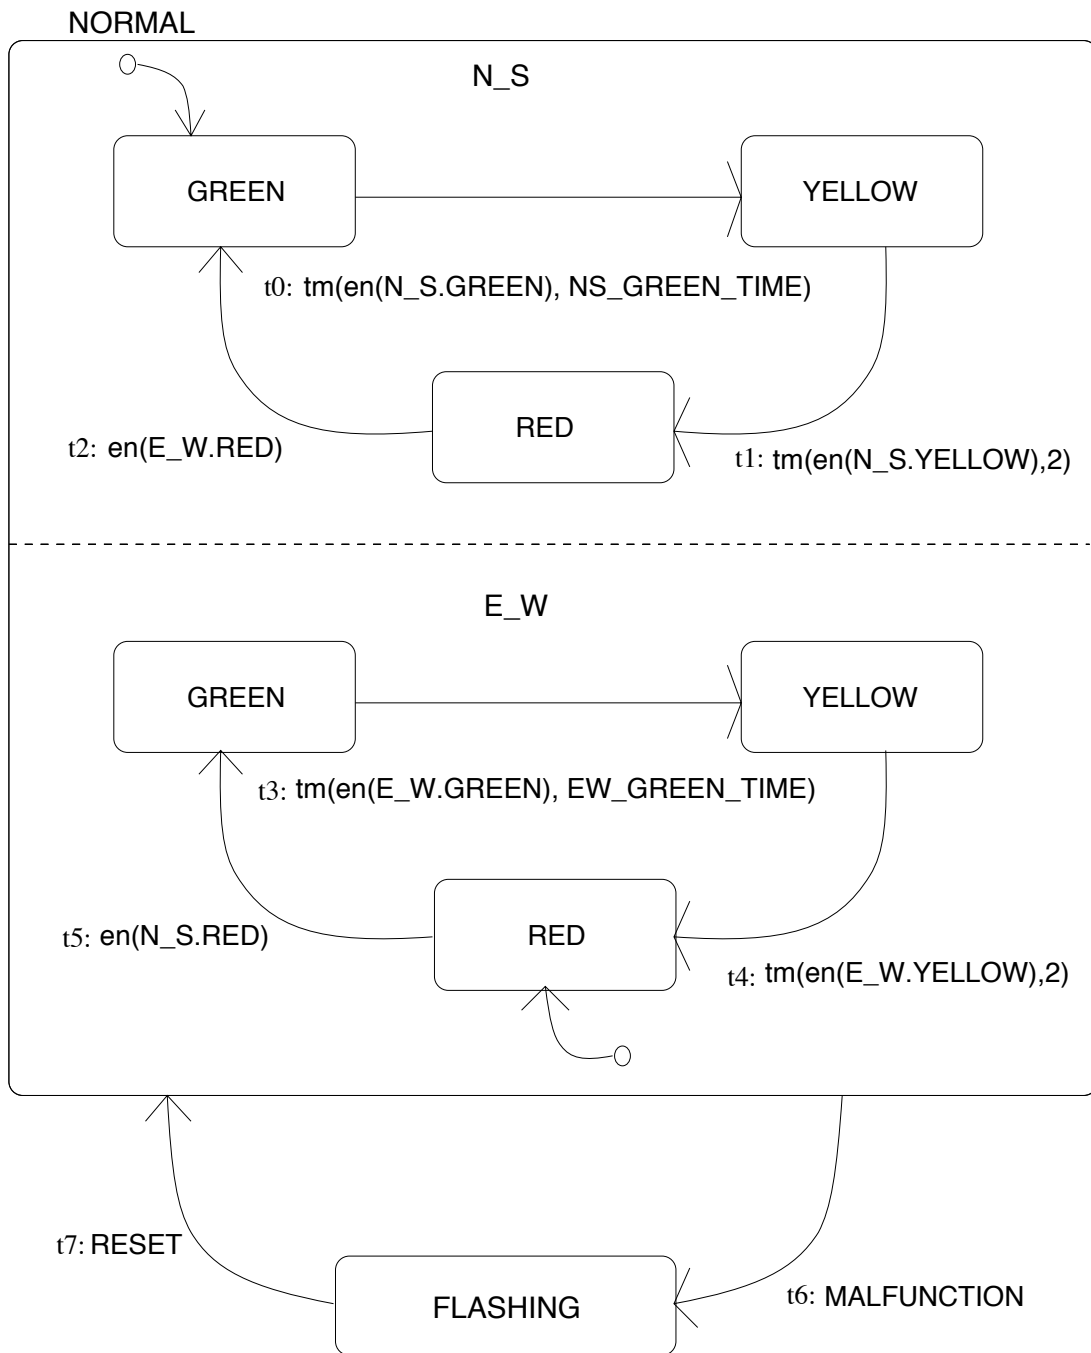 NORMAL
N_S
GREEN
YELLOW
t0: tm(en(N_S.GREEN), NS_GREEN_TIME)
RED
t2: en(E_W.RED)
t1: tm(en(N_S.YELLOW),2)
E_W
GREEN
YELLOW
t3: tm(en(E_W.GREEN), EW_GREEN_TIME)
RED
t5: en(N_S.RED)
t4: tm(en(E_W.YELLOW),2)
t7: RESET
FLASHING
t6: MALFUNCTION